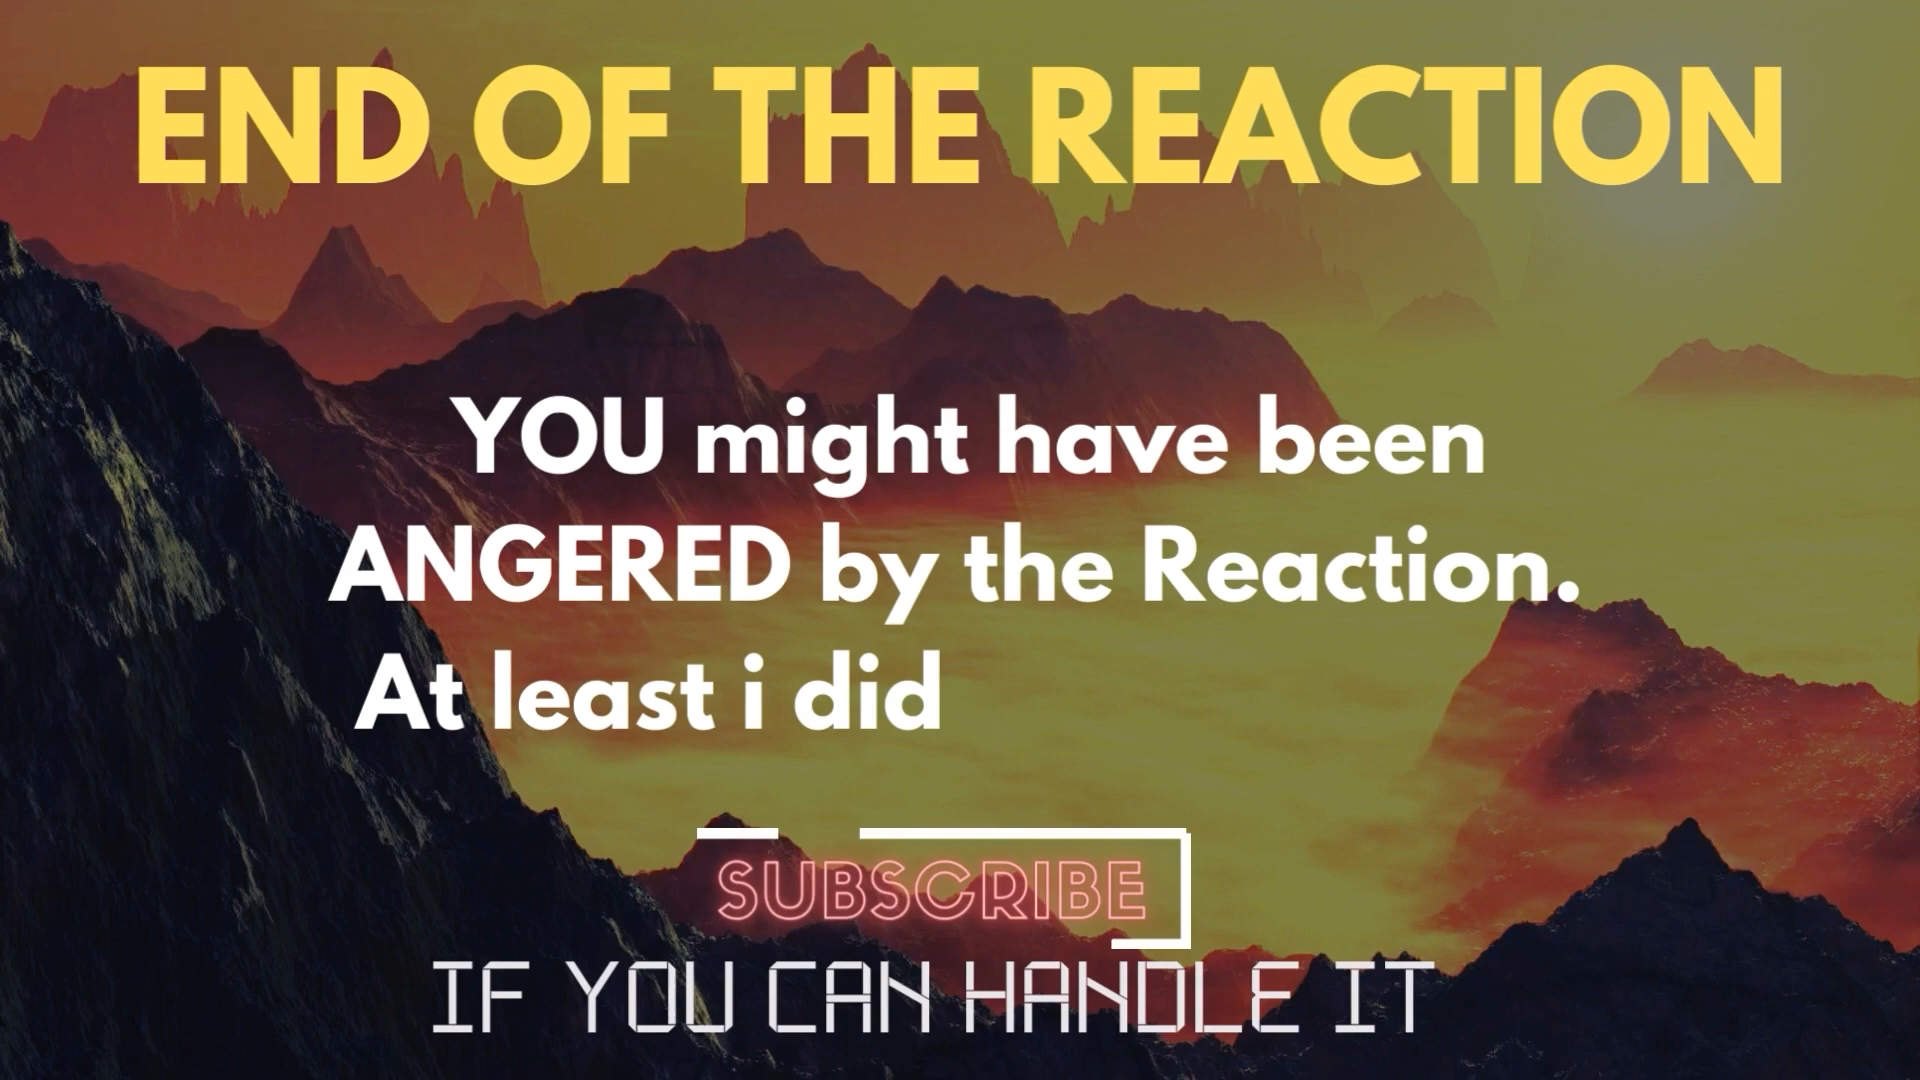 END OF THE REACTION
YOU might have been
ANGERED by the Reaction.
At least i did
SUBSCRIBE
IF YOU CAN HANDLE IT